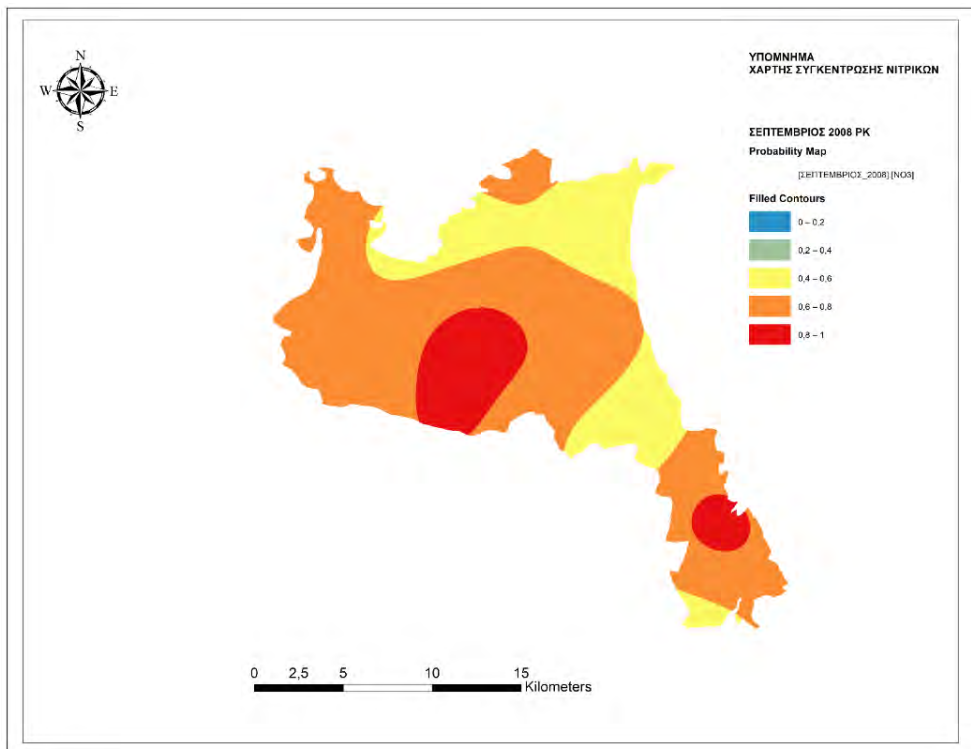 N
W E
S
ΥΠΟΜΝΗΜΑ
ΧΑΡΤΗΣ ΣΥΓΚΕΝΤΡΩΣΗΣ ΝΙΤΡΙΚΩΝ
ΣΕΠΤΕΜΒΡΙΟΣ 2008 PK
Probability Map
[ΣΕΠΤΕΜΒΡΙΟΣ_2008].[NO3]
Filled Contours
0 – 0,2
0,2 – 0,4
0,4 – 0,6
0,6 – 0,8
0,8 – 1
0 2,5 5 10 15
Kilometers